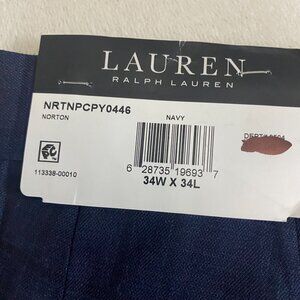 LAUREN
RALPH LAUREN
NRTNPCPY0446
NORTON
NAVY
6 28735 19693 7
34W X 34L
113338-00010